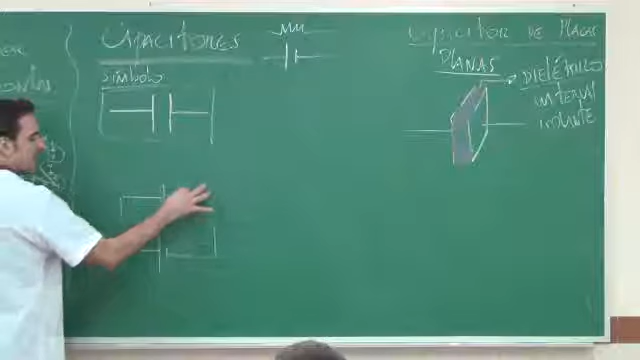 CAPACITORES
Símbolo
CAPACITOR DE PLACAS
PLANAS
DIELÉTRICO
MATERIAL
ISOLANTE